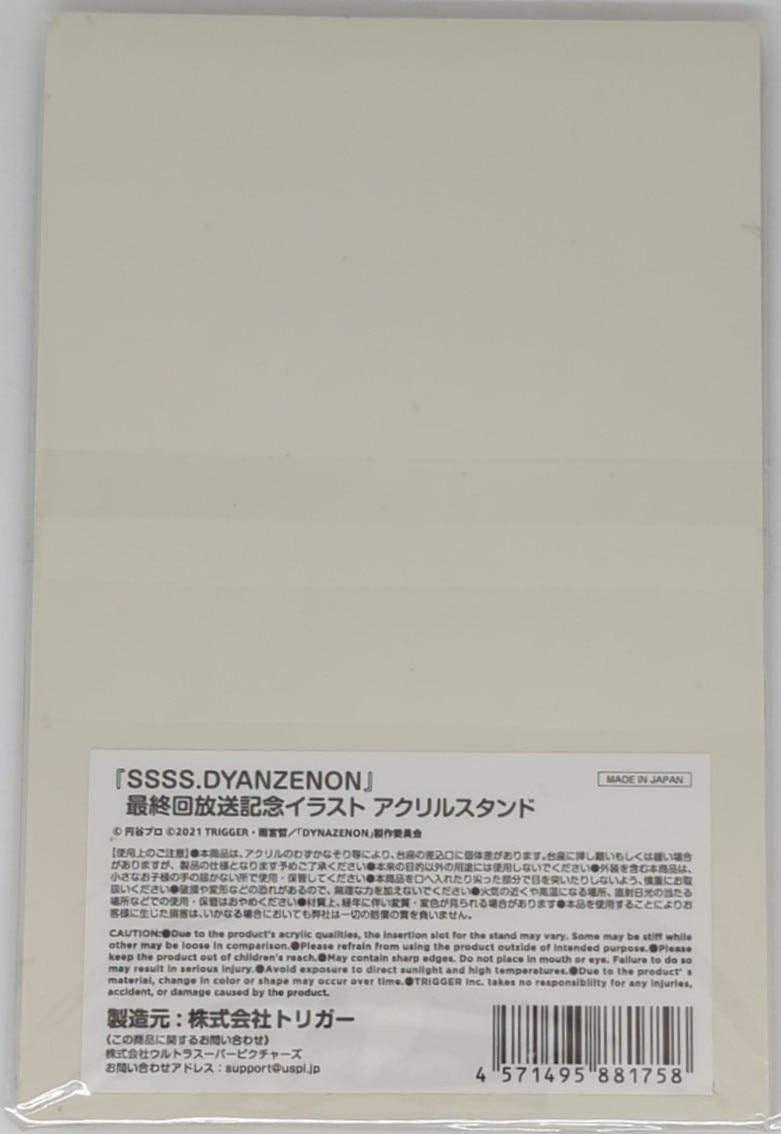 『SSSS.DYANZENON』
MADE IN JAPAN
最終回放送記念イラスト アクリルスタンド
© 円谷プロ ©2021 TRIGGER・雨宮哲／「DYNAZENON」製作委員会
【使用上のご注意】●本商品は、アクリルのわずかなそり等により、台座の差込口に個体差があります。台座に挿し難いもしくは緩い場合
がありますが、製品の仕様となります予めご了承ください●本来の目的以外の用途には使用しないでください●外装を含む本商品は、
小さなお子様の手の届かない所で使用・保管してください●本商品を口へ入れたり尖った部分で目を突いたりしないよう、慎重にお取
扱いください●破損や変形などの恐れがあるので、無理な力を加えないでください●火気の近くや高温になる場所、直射日光の当たる
場所などでの使用・保管はおやめください●材質上、経年に伴い変質・変色が見られる場合があります●本品を使用することによりお
客様に生じた損害は、いかなる場合においても弊社は一切の賠償の責を負いません。
CAUTION:●Due to the product's acrylic qualities, the insertion slot for the stand may vary. Some may be stiff while
other may be loose in comparison.●Please refrain from using the product outside of intended purpose.●Please
keep the product out of children's reach.●May contain sharp edges. Do not place in mouth or eye. Failure to do so
may result in serious injury.●Avoid exposure to direct sunlight and high temperatures.●Due to the product' s
material, change in color or shape may occur over time.●TRIGGER Inc. takes no responsibility for any injuries,
accident, or damage caused by the product.
製造元：株式会社トリガー
《この商品に関するお問い合わせ》
株式会社ウルトラスーパーピクチャーズ
お問い合わせアドレス：support@uspi.jp
4 571495 881758